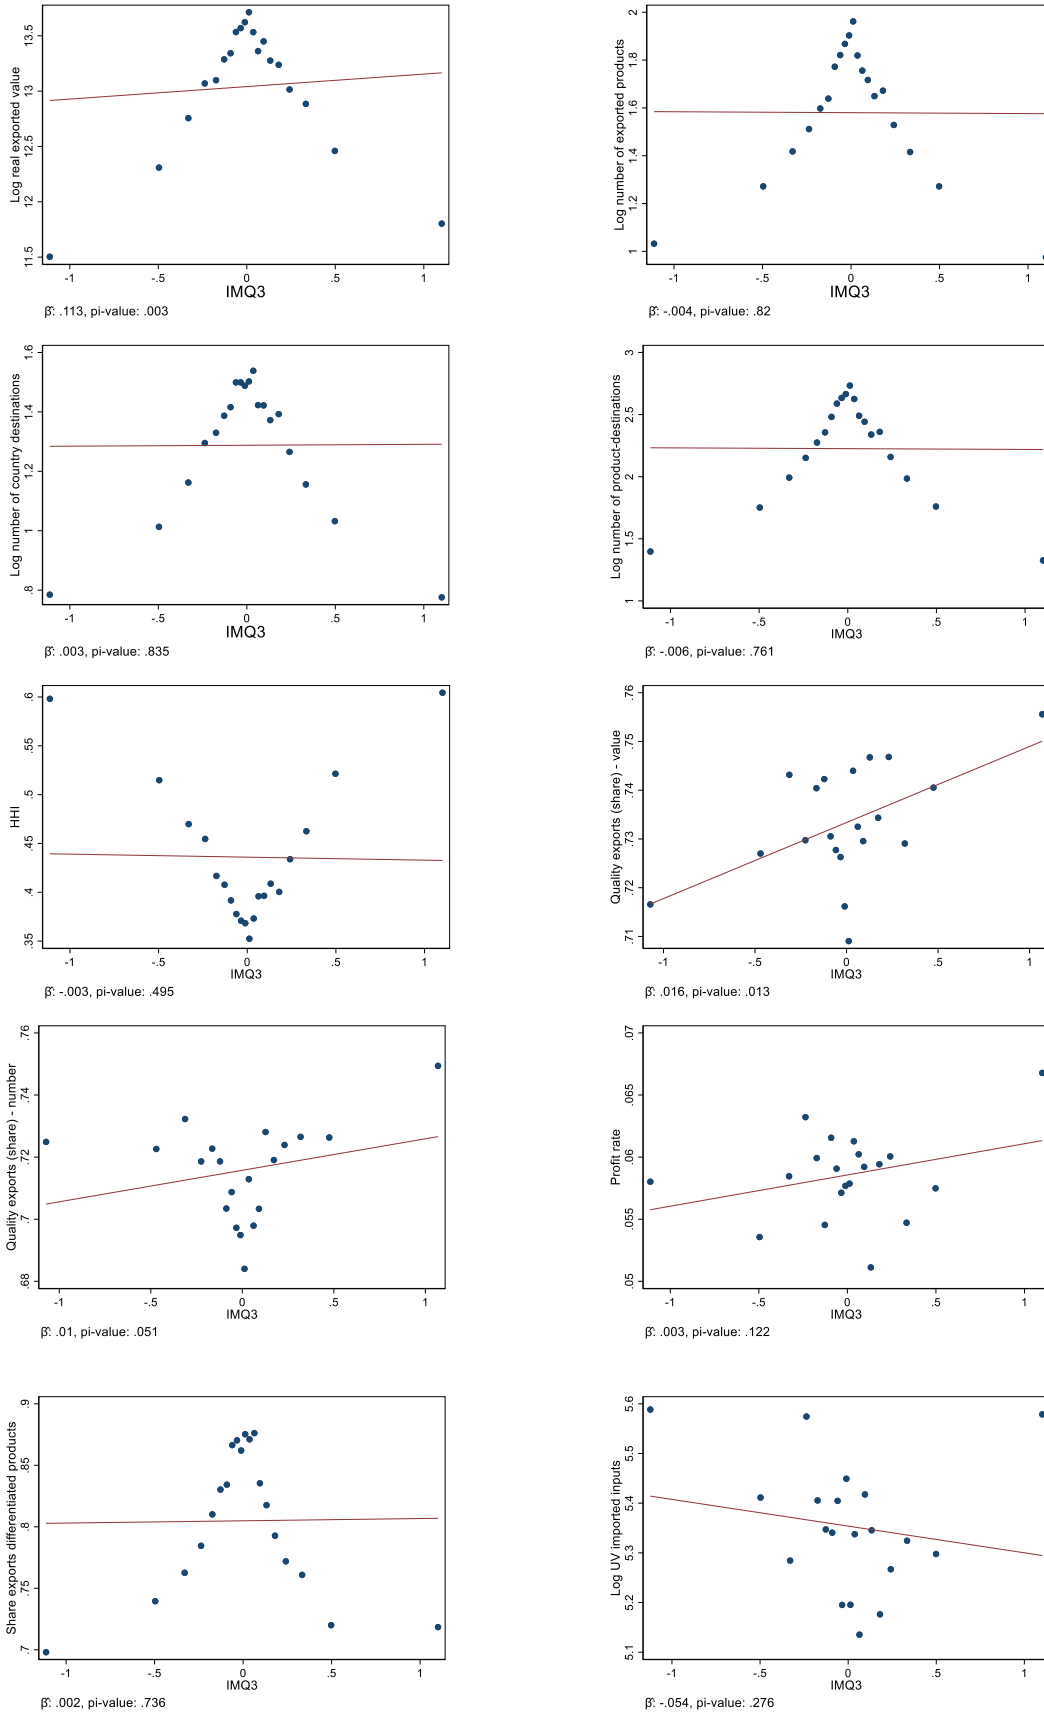 Log real exported value
13.5
13
12.5
12
11.5
-1 -.5 0 .5 1
IMQ3
β̂: .113, pi-value: .003
Log number of exported products
2
1.8
1.6
1.4
1.2
1
-1 -.5 0 .5 1
IMQ3
β̂: -.004, pi-value: .82
Log number of country destinations
1.6
1.4
1.2
1
.8
-1 -.5 0 .5 1
IMQ3
β̂: .003, pi-value: .835
Log number of product-destinations
3
2.5
2
1.5
1
-1 -.5 0 .5 1
IMQ3
β̂: -.006, pi-value: .761
HHI
.6
.55
.5
.45
.4
.35
-1 -.5 0 .5 1
IMQ3
β̂: -.003, pi-value: .495
Quality exports (share) - value
.76
.75
.74
.73
.72
.71
-1 -.5 0 .5 1
IMQ3
β̂: .016, pi-value: .013
Quality exports (share) - number
.76
.74
.72
.7
.68
-1 -.5 0 .5 1
IMQ3
β̂: .01, pi-value: .051
Profit rate
.07
.065
.06
.055
.05
-1 -.5 0 .5 1
IMQ3
β̂: .003, pi-value: .122
Share exports differentiated products
.9
.85
.8
.75
.7
-1 -.5 0 .5 1
IMQ3
β̂: .002, pi-value: .736
Log UV imported inputs
5.6
5.5
5.4
5.3
5.2
5.1
-1 -.5 0 .5 1
IMQ3
β̂: -.054, pi-value: .276